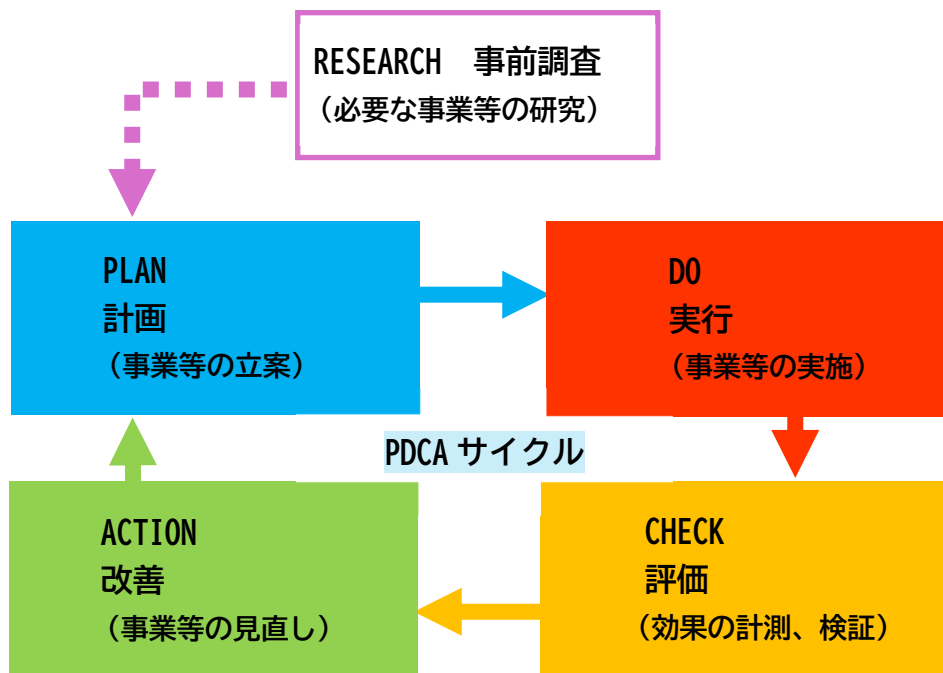 RESEARCH　事前調査
（必要な事業等の研究）
PLAN
計画
（事業等の立案）
DO
実行
（事業等の実施）
PDCA サイクル
ACTION
改善
（事業等の見直し）
CHECK
評価
（効果の計測、検証）